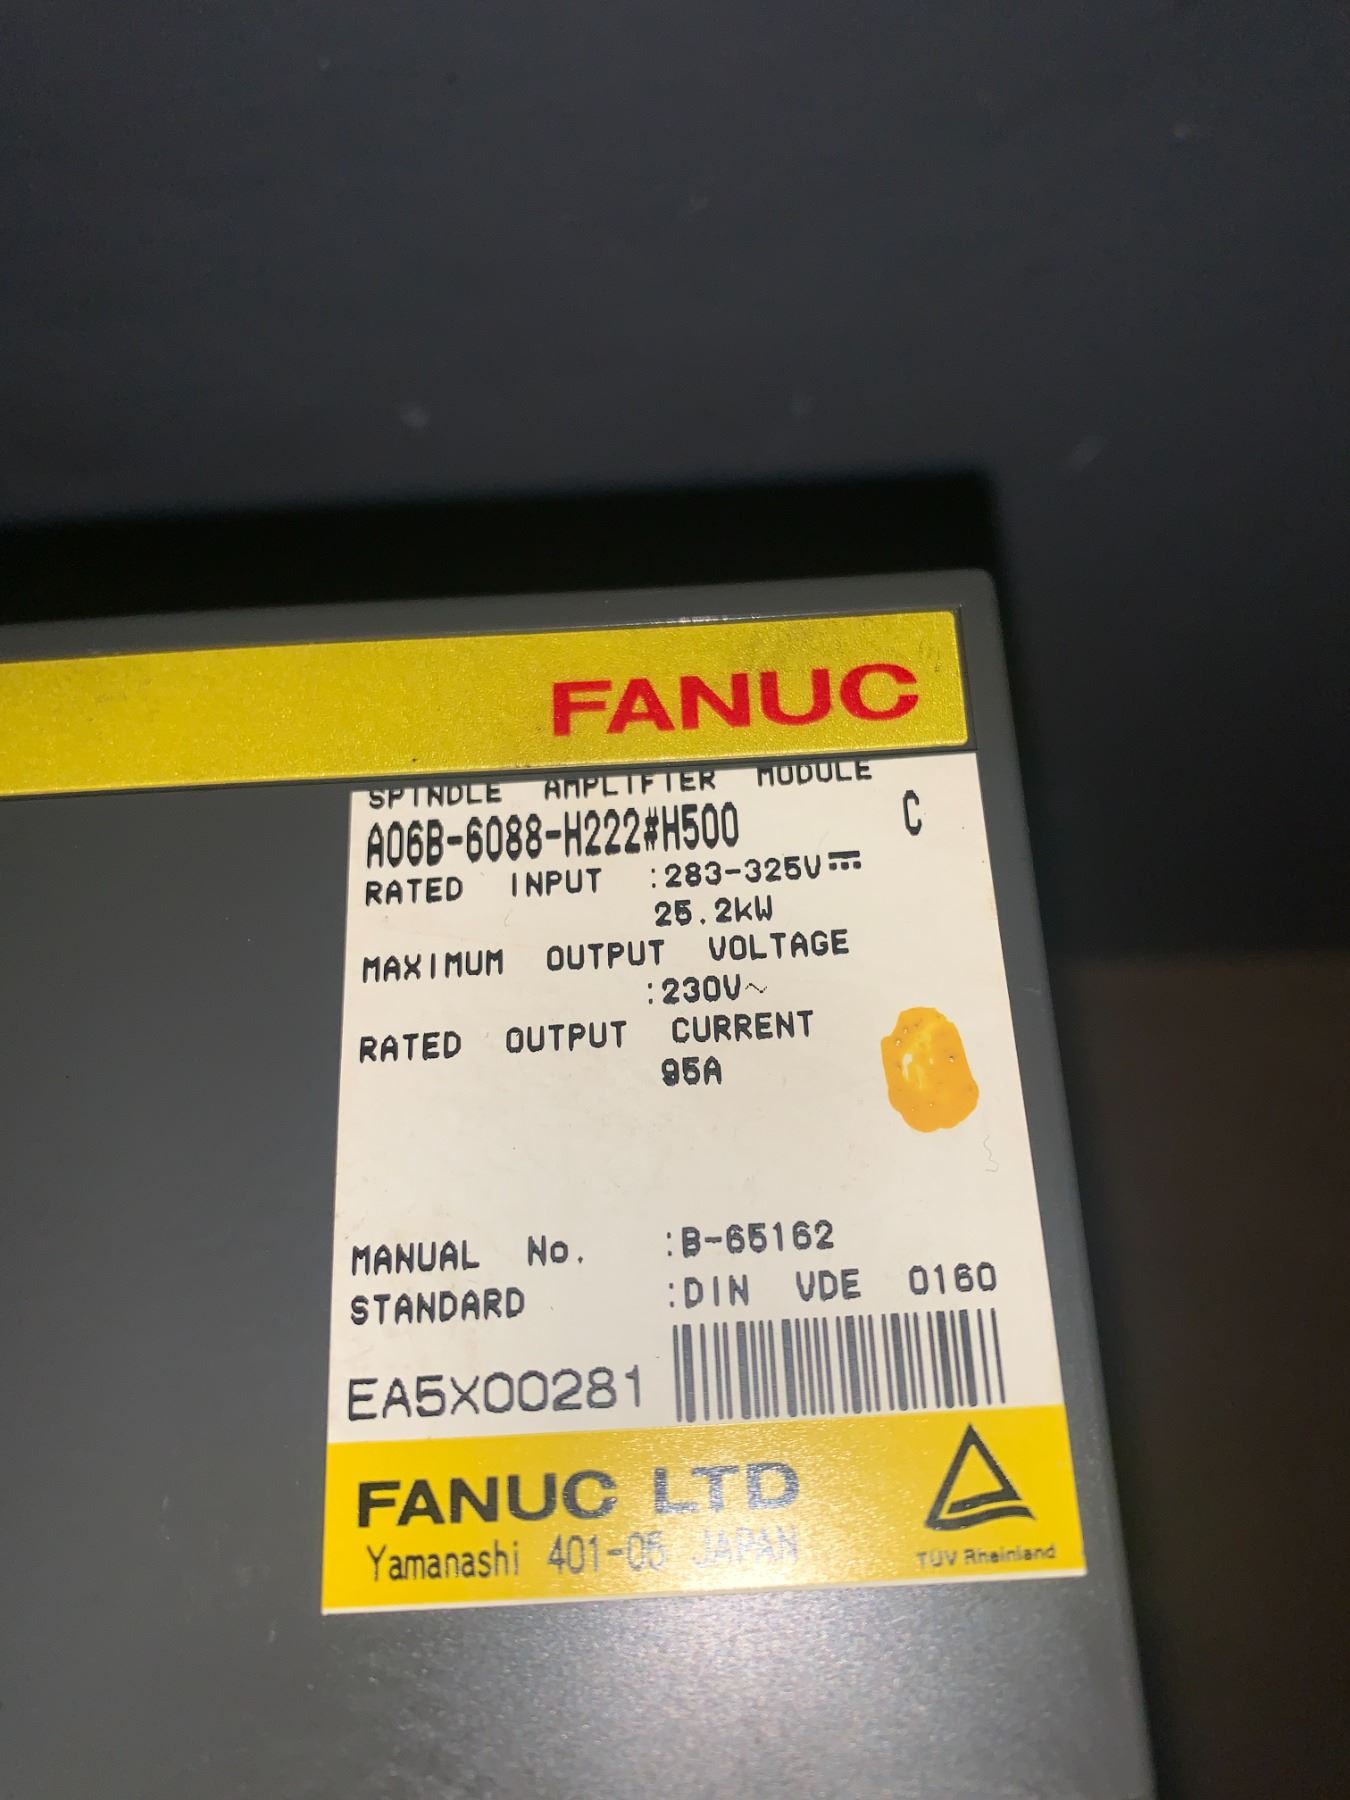 FANUC
SPINDLE AMPLIFIER MODULE
A06B-6088-H222#H500 C
RATED INPUT :283-325V⎓
25.2kW
MAXIMUM OUTPUT VOLTAGE
:230V~
RATED OUTPUT CURRENT
95A
MANUAL No. :B-65162
STANDARD :DIN VDE 0160
EA5X00281
FANUC LTD
Yamanashi 401-05 JAPAN
TÜV Rheinland